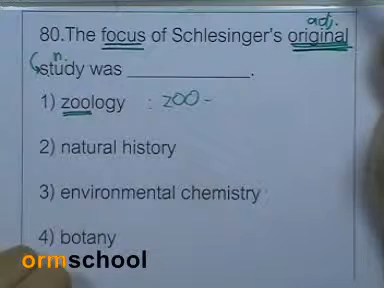 adj.
80.The focus of Schlesinger's original
n.
study was ____________.
1) zoology : zoo -
2) natural history
3) environmental chemistry
4) botany
ormschool